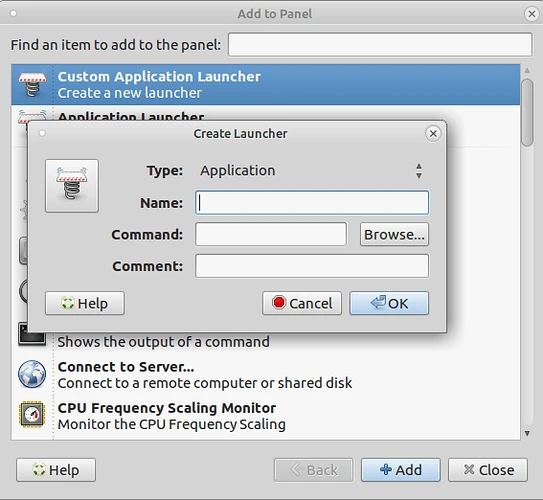 Add to Panel
Find an item to add to the panel:
Custom Application Launcher
Create a new launcher
Application Launcher
Create Launcher
Type: Application
Name:
Command: Browse...
Comment:
Help Cancel OK
Shows the output of a command
Connect to Server...
Connect to a remote computer or shared disk
CPU Frequency Scaling Monitor
Monitor the CPU Frequency Scaling
Help Back Add Close